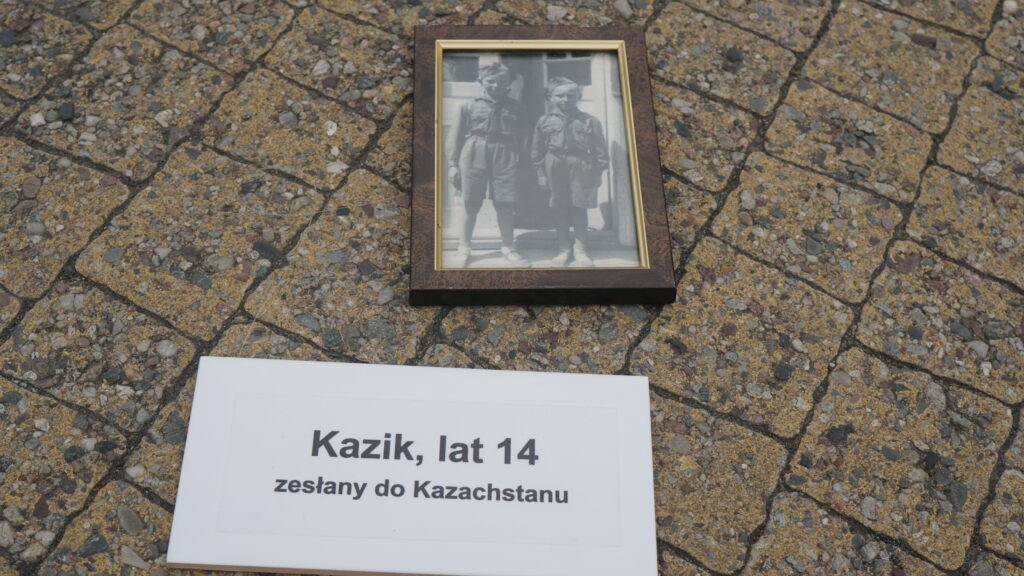 Kazik, lat 14
zesłany do Kazachstanu